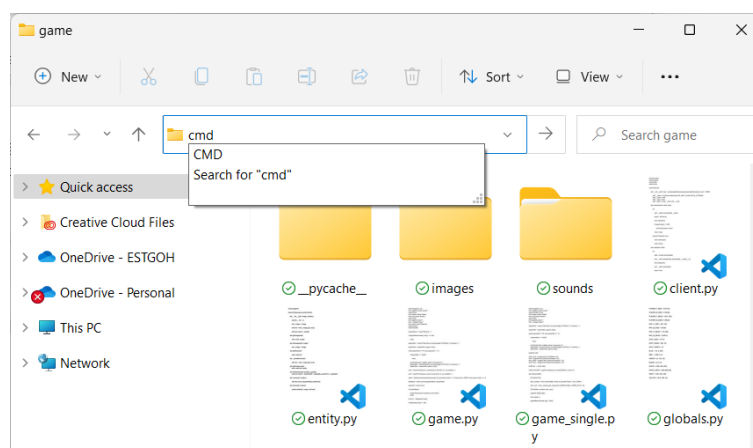 game
New
Sort
View
cmd
Search game
CMD
Search for "cmd"
Quick access
Creative Cloud Files
OneDrive - ESTGOH
OneDrive - Personal
This PC
Network
__pycache__
images
sounds
client.py
entity.py
game.py
game_single.p
y
globals.py